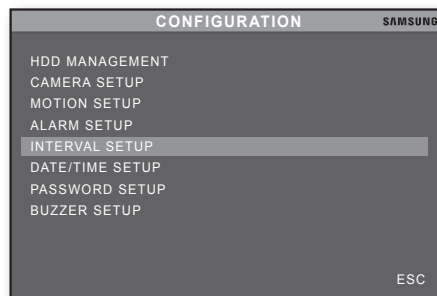 CONFIGURATION SAMSUNG
HDD MANAGEMENT
CAMERA SETUP
MOTION SETUP
ALARM SETUP
INTERVAL SETUP
DATE/TIME SETUP
PASSWORD SETUP
BUZZER SETUP
ESC